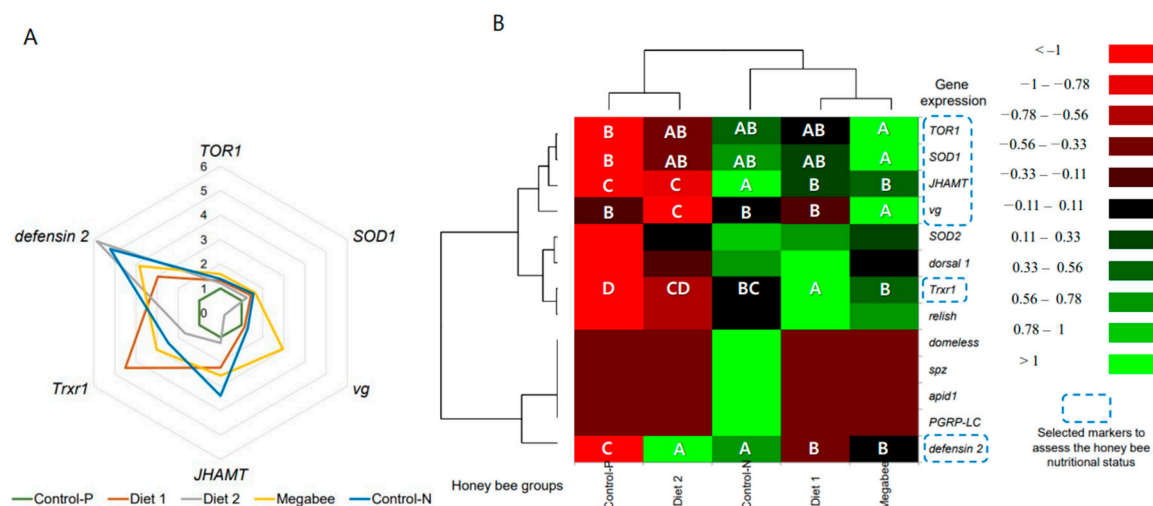 A
TOR1
6
5
4
3
2
1
0
defensin 2
SOD1
Trxr1
vg
JHAMT
Control-P
Diet 1
Diet 2
Megabee
Control-N
B
Gene
expression
B AB AB AB A TOR1
B AB AB AB A SOD1
C C A B B JHAMT
B C B B A vg
SOD2
dorsal 1
D CD BC A B Trxr1
relish
domeless
spz
apid1
PGRP-LC
C A A B B defensin 2
Honey bee groups
Control-P
Diet 2
Control-N
Diet 1
Megabee
< −1
−1 – −0.78
−0.78 – −0.56
−0.56 – −0.33
−0.33 – −0.11
−0.11 – 0.11
0.11 – 0.33
0.33 – 0.56
0.56 – 0.78
0.78 – 1
> 1
Selected markers to
assess the honey bee
nutritional status